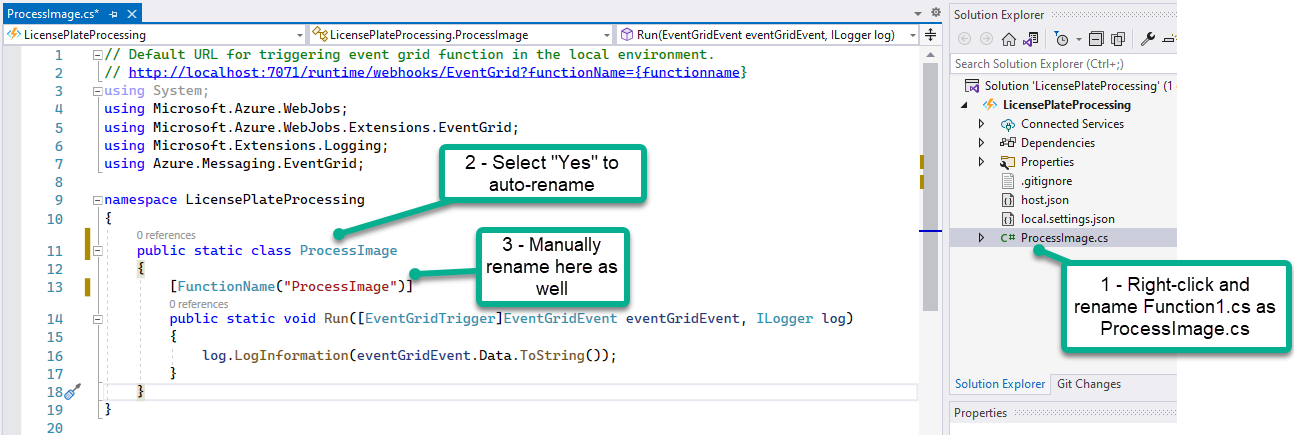 ProcessImage.cs*
LicensePlateProcessing
LicensePlateProcessing.ProcessImage
Run(EventGridEvent eventGridEvent, ILogger log)
1 // Default URL for triggering event grid function in the local environment.
2 // http://localhost:7071/runtime/webhooks/EventGrid?functionName={functionname}
3 using System;
4 using Microsoft.Azure.WebJobs;
5 using Microsoft.Azure.WebJobs.Extensions.EventGrid;
6 using Microsoft.Extensions.Logging;
7 using Azure.Messaging.EventGrid;
8
9 namespace LicensePlateProcessing
10 {
0 references
11 public static class ProcessImage
12 {
13 [FunctionName("ProcessImage")]
0 references
14 public static void Run([EventGridTrigger]EventGridEvent eventGridEvent, ILogger log)
15 {
16 log.LogInformation(eventGridEvent.Data.ToString());
17 }
18 }
19 }
20
2 - Select "Yes" to
auto-rename
3 - Manually
rename here as
well
Solution Explorer
Search Solution Explorer (Ctrl+;)
Solution 'LicensePlateProcessing' (1
LicensePlateProcessing
Connected Services
Dependencies
Properties
.gitignore
host.json
local.settings.json
C# ProcessImage.cs
1 - Right-click and
rename Function1.cs as
ProcessImage.cs
Solution Explorer
Git Changes
Properties